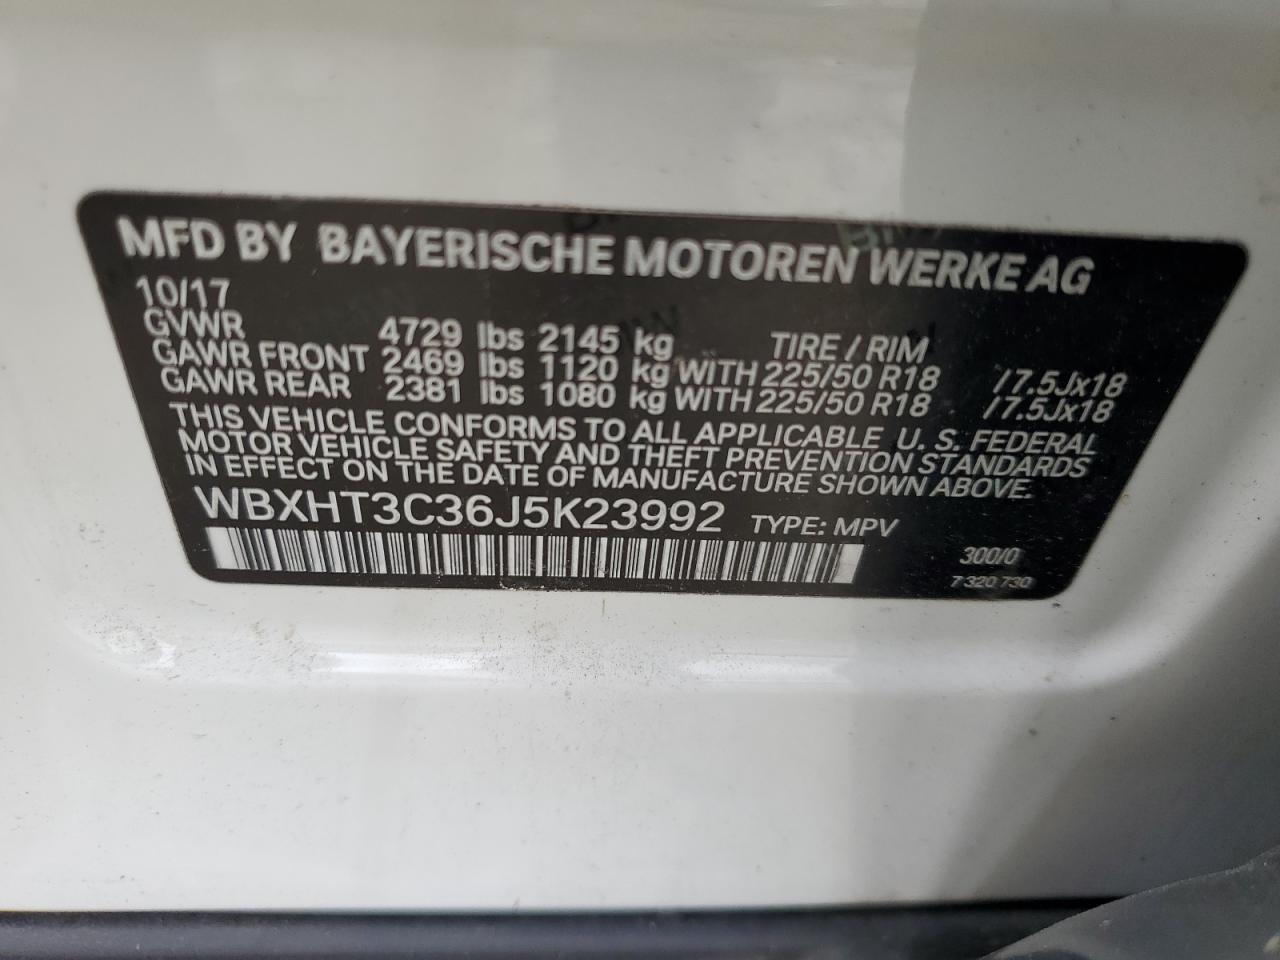 MFD BY BAYERISCHE MOTOREN WERKE AG
10/17
GVWR 4729 lbs 2145 kg TIRE / RIM
GAWR FRONT 2469 lbs 1120 kg WITH 225/50 R18 /7.5Jx18
GAWR REAR 2381 lbs 1080 kg WITH 225/50 R18 /7.5Jx18
THIS VEHICLE CONFORMS TO ALL APPLICABLE U. S. FEDERAL
MOTOR VEHICLE SAFETY AND THEFT PREVENTION STANDARDS
IN EFFECT ON THE DATE OF MANUFACTURE SHOWN ABOVE.
WBXHT3C36J5K23992 TYPE: MPV
300/0
7 320 730